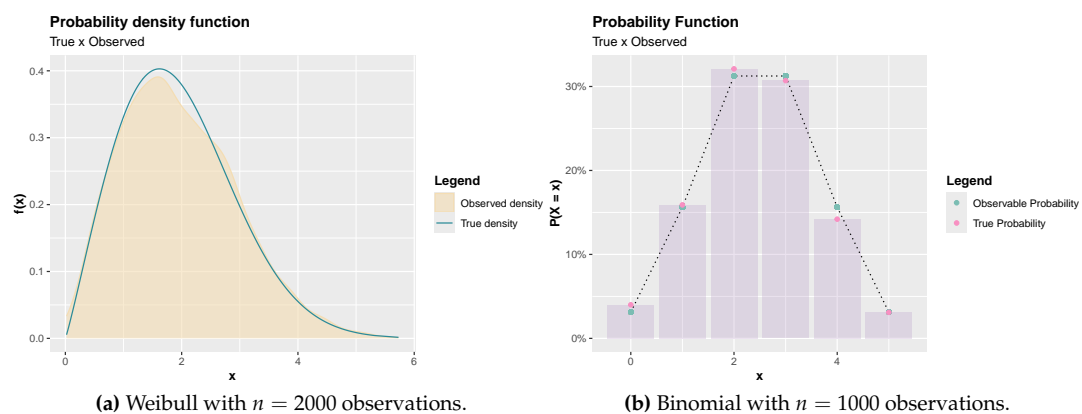 Probability density function
True x Observed
0.4
0.3
0.2
0.1
0.0
f(x)
0 2 4 6
x
Legend
Observed density
True density
(a) Weibull with n = 2000 observations.
Probability Function
True x Observed
30%
20%
10%
0%
P(X = x)
0 2 4
x
Legend
Observable Probability
True Probability
(b) Binomial with n = 1000 observations.